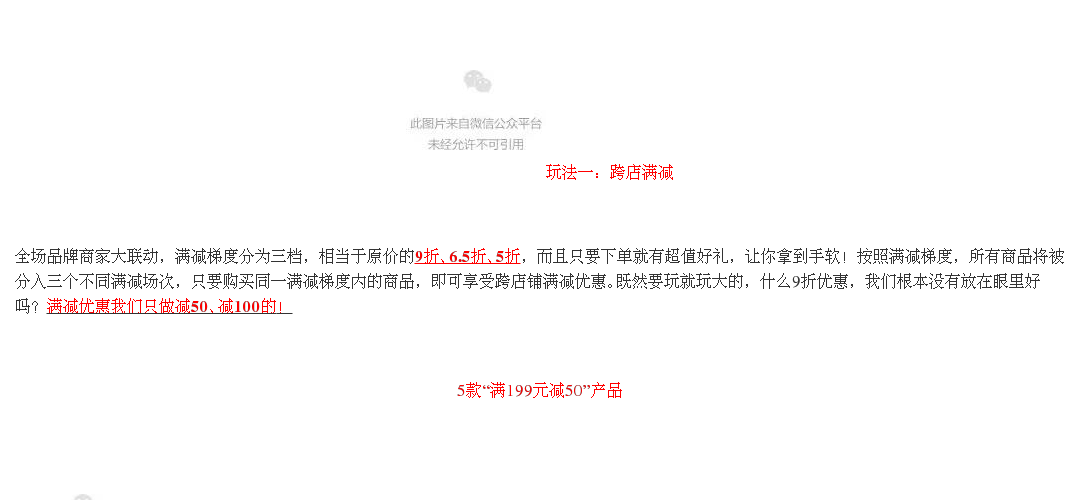 此图片来自微信公众平台
未经允许不可引用
玩法一：跨店满减
全场品牌商家大联动，满减梯度分为三档，相当于原价的9折、6.5折、5折，而且只要下单就有超值好礼，让你拿到手软！按照满减梯度，所有商品将被
分入三个不同满减场次，只要购买同一满减梯度内的商品，即可享受跨店铺满减优惠。既然要玩就玩大的，什么9折优惠，我们根本没有放在眼里好
吗？满减优惠我们只做减50、减100的！
5款“满199元减50”产品